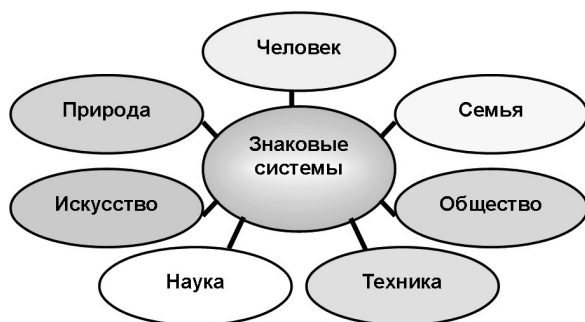 Человек
Природа
Семья
Знаковые
системы
Искусство
Общество
Наука
Техника